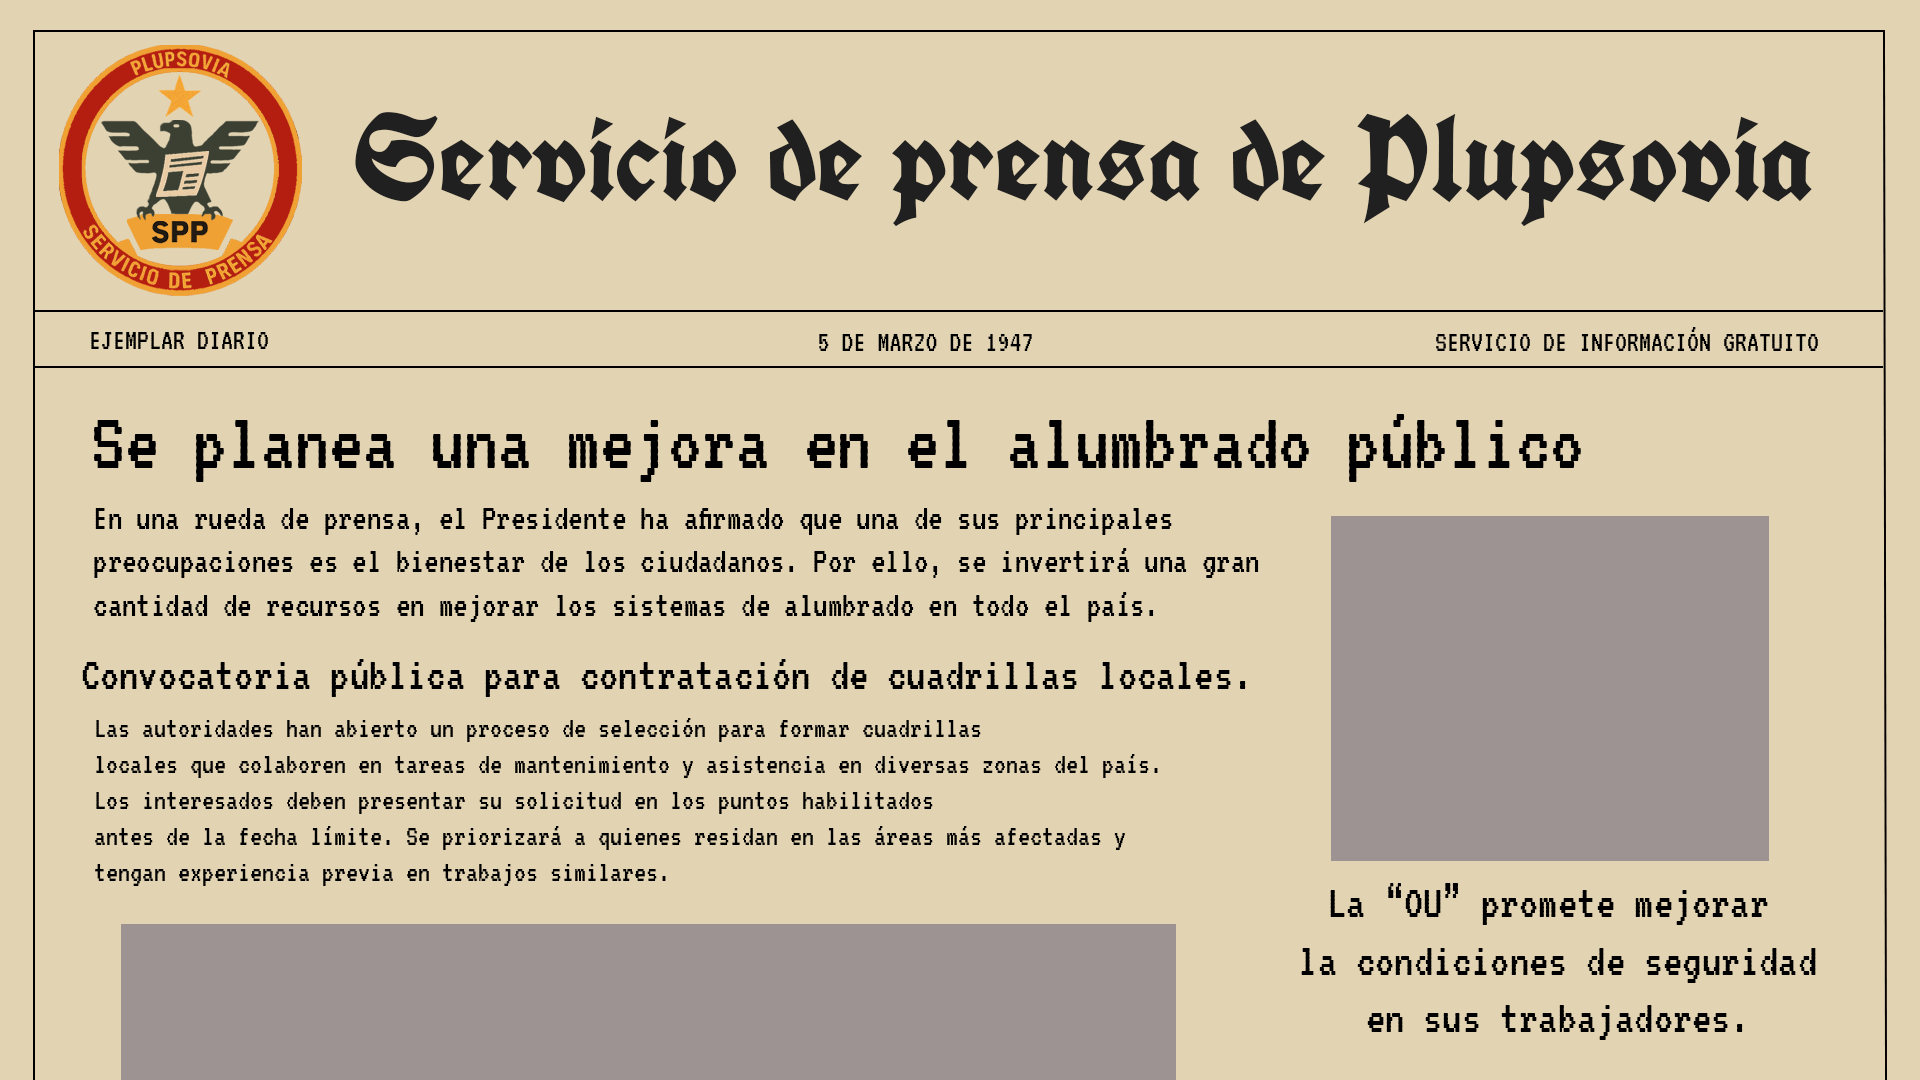 PLUPSOVIA
SPP
SERVICIO DE PRENSA
Servicio de prensa de Plupsovia
EJEMPLAR DIARIO
5 DE MARZO DE 1947
SERVICIO DE INFORMACIÓN GRATUITO
Se planea una mejora en el alumbrado público
En una rueda de prensa, el Presidente ha afirmado que una de sus principales
preocupaciones es el bienestar de los ciudadanos. Por ello, se invertirá una gran
cantidad de recursos en mejorar los sistemas de alumbrado en todo el país.
Convocatoria pública para contratación de cuadrillas locales.
Las autoridades han abierto un proceso de selección para formar cuadrillas
locales que colaboren en tareas de mantenimiento y asistencia en diversas zonas del país.
Los interesados deben presentar su solicitud en los puntos habilitados
antes de la fecha límite. Se priorizará a quienes residan en las áreas más afectadas y
tengan experiencia previa en trabajos similares.
La “OU” promete mejorar
la condiciones de seguridad
en sus trabajadores.